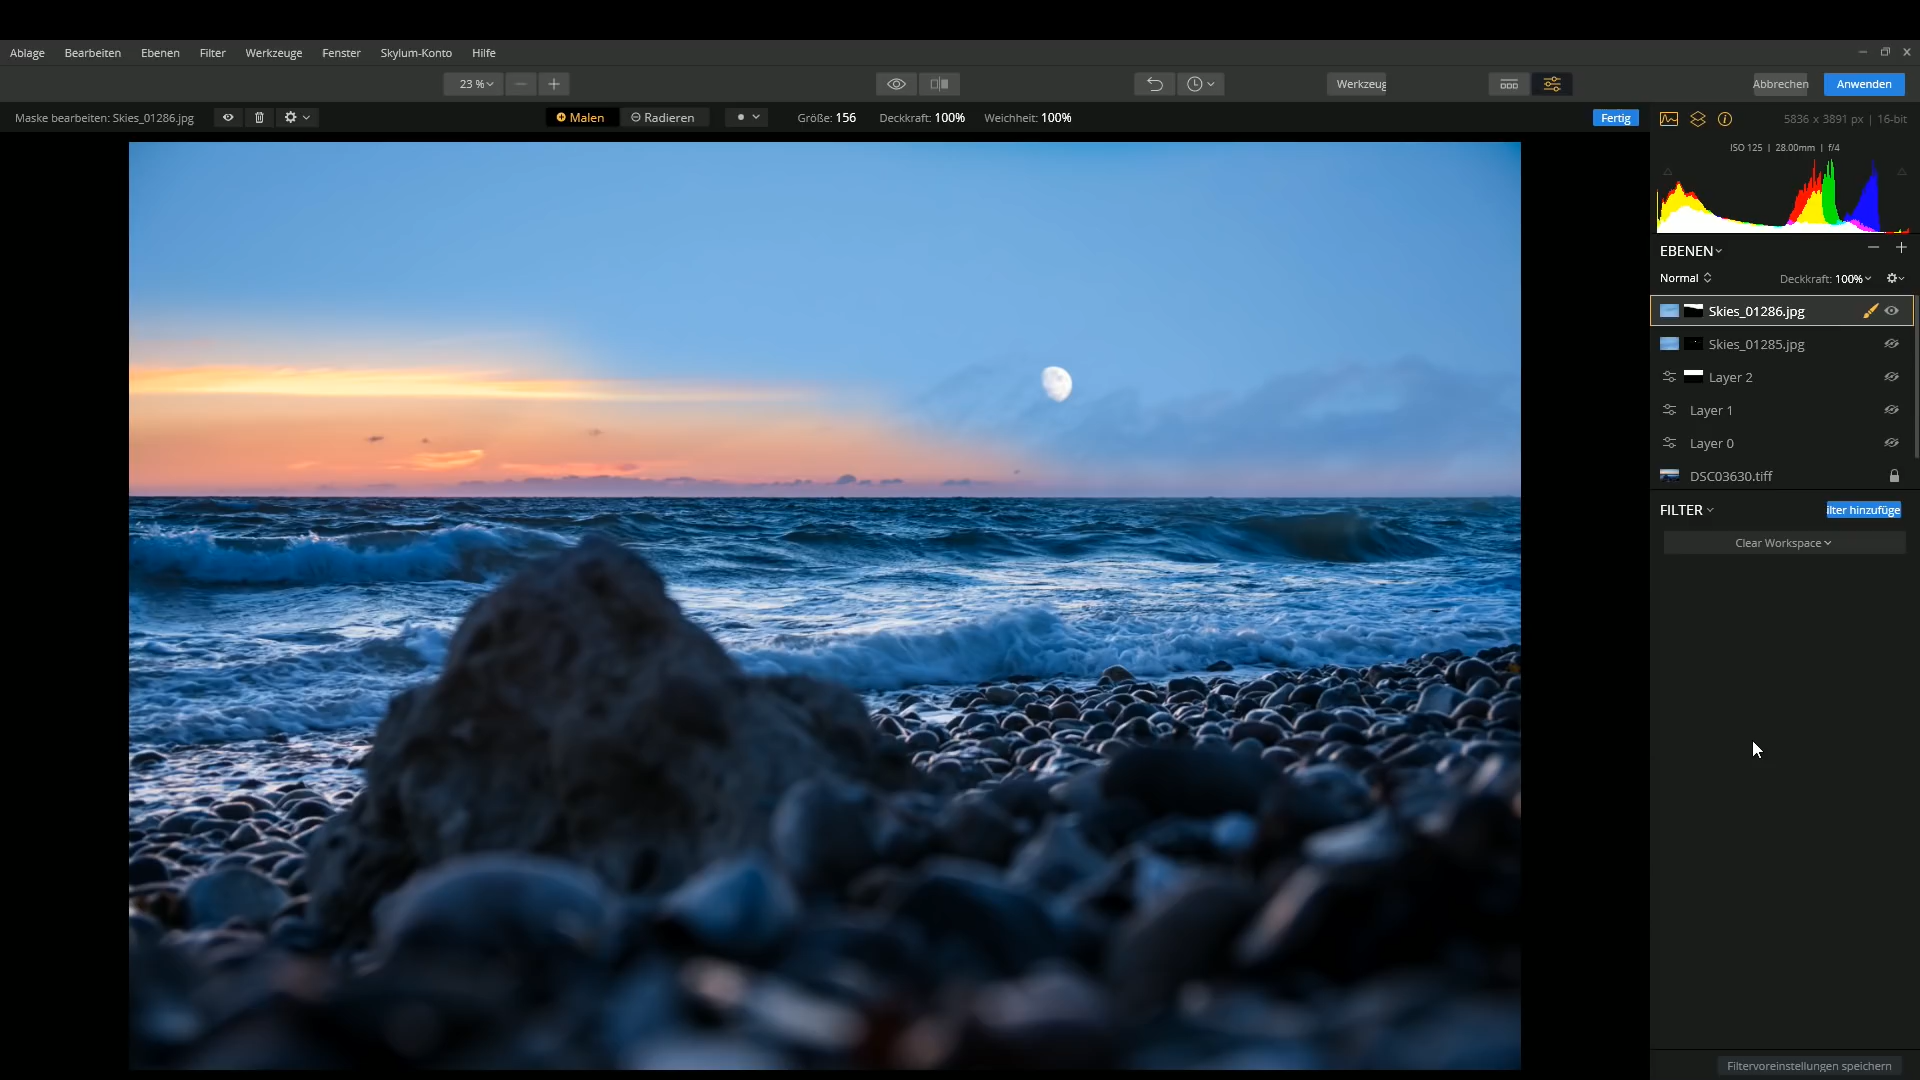 Ablage Bearbeiten Ebenen Filter Werkzeuge Fenster Skylum-Konto Hilfe
23 % Werkzeug Abbrechen Anwenden
Maske bearbeiten: Skies_01286.jpg Malen Radieren Größe: 156 Deckkraft: 100% Weichheit: 100% Fertig
5836 x 3891 px | 16-bit
ISO 125 | 28.00mm | f/4
EBENEN
Normal Deckkraft: 100%
Skies_01286.jpg
Skies_01285.jpg
Layer 2
Layer 1
Layer 0
DSC03630.tiff
FILTER ilter hinzufüge
Clear Workspace
Filtervoreinstellungen speichern